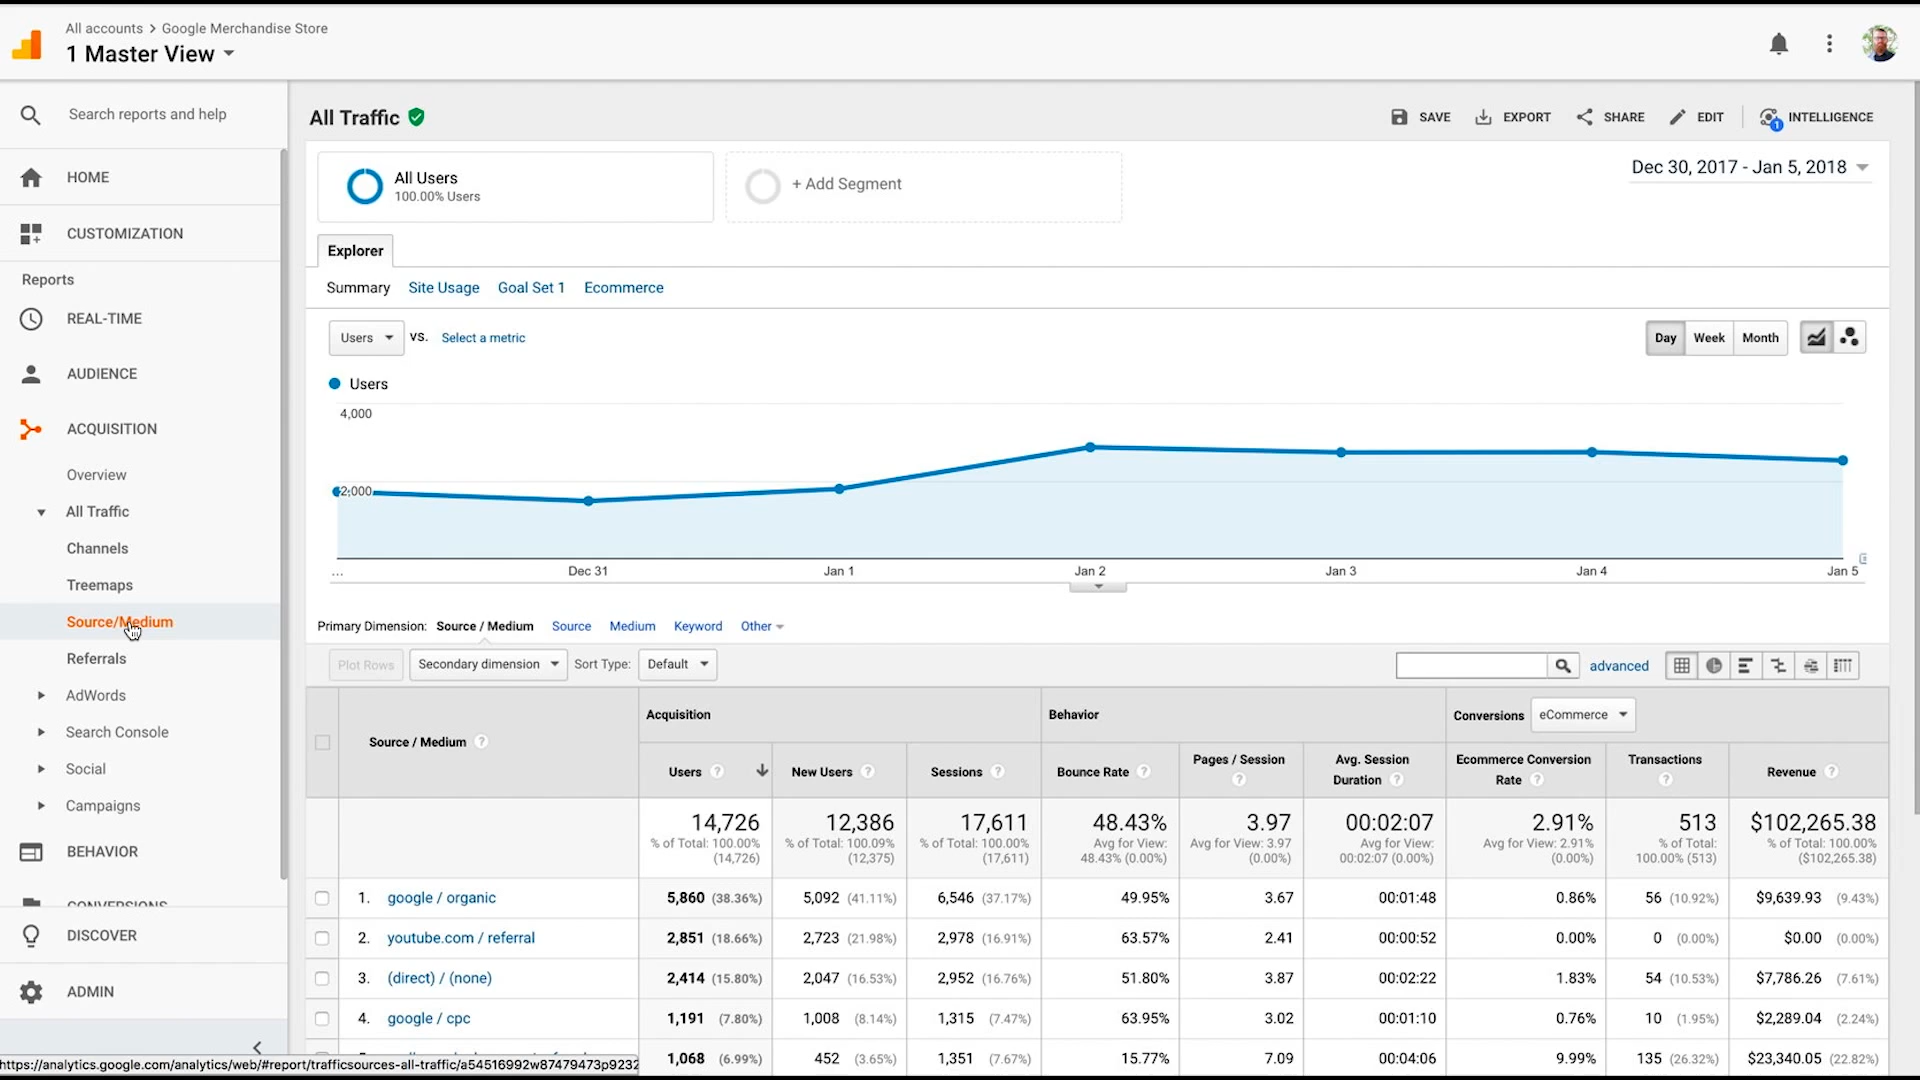 All accounts > Google Merchandise Store
1 Master View
Search reports and help
HOME
CUSTOMIZATION
Reports
REAL-TIME
AUDIENCE
ACQUISITION
Overview
All Traffic
Channels
Treemaps
Source/Medium
Referrals
AdWords
Search Console
Social
Campaigns
BEHAVIOR
CONVERSIONS
DISCOVER
ADMIN
https://analytics.google.com/analytics/web/#report/trafficsources-all-traffic/a54516992w87479473p9232
All Traffic
SAVE EXPORT SHARE EDIT 1 INTELLIGENCE
All Users
100.00% Users
+ Add Segment
Dec 30, 2017 - Jan 5, 2018
Explorer
Summary Site Usage Goal Set 1 Ecommerce
Users VS. Select a metric
Day Week Month
Users
4,000
2,000
... Dec 31 Jan 1 Jan 2 Jan 3 Jan 4 Jan 5
Primary Dimension: Source / Medium Source Medium Keyword Other
Plot Rows Secondary dimension Sort Type: Default advanced
Acquisition Behavior Conversions eCommerce
Source / Medium ? Users ? New Users ? Sessions ? Bounce Rate ? Pages / Session ? Avg. Session Duration ? Ecommerce Conversion Rate ? Transactions ? Revenue ?
14,726 12,386 17,611 48.43% 3.97 00:02:07 2.91% 513 $102,265.38
% of Total: 100.00% % of Total: 100.09% % of Total: 100.00% Avg for View: Avg for View: 3.97 Avg for View: Avg for View: 2.91% % of Total: % of Total: 100.00%
(14,726) (12,375) (17,611) 48.43% (0.00%) (0.00%) 00:02:07 (0.00%) (0.00%) 100.00% (513) ($102,265.38)
1. google / organic 5,860 (38.36%) 5,092 (41.11%) 6,546 (37.17%) 49.95% 3.67 00:01:48 0.86% 56 (10.92%) $9,639.93 (9.43%)
2. youtube.com / referral 2,851 (18.66%) 2,723 (21.98%) 2,978 (16.91%) 63.57% 2.41 00:00:52 0.00% 0 (0.00%) $0.00 (0.00%)
3. (direct) / (none) 2,414 (15.80%) 2,047 (16.53%) 2,952 (16.76%) 51.80% 3.87 00:02:22 1.83% 54 (10.53%) $7,786.26 (7.61%)
4. google / cpc 1,191 (7.80%) 1,008 (8.14%) 1,315 (7.47%) 63.95% 3.02 00:01:10 0.76% 10 (1.95%) $2,289.04 (2.24%)
1,068 (6.99%) 452 (3.65%) 1,351 (7.67%) 15.77% 7.09 00:04:06 9.99% 135 (26.32%) $23,340.05 (22.82%)